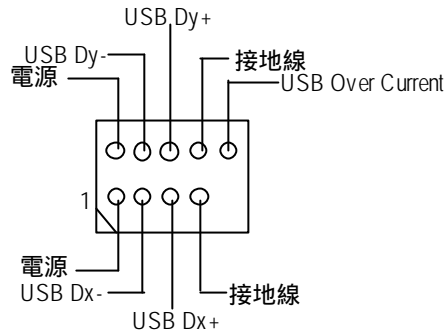 USB Dy+
USB Dy-
接地線
電源
USB Over Current
1
電源
USB Dx-
接地線
USB Dx+